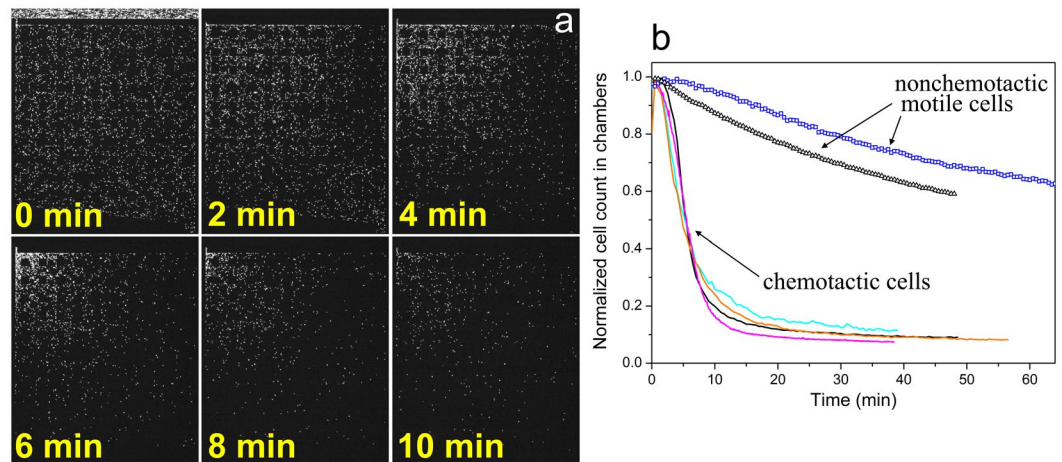 a
0 min
2 min
4 min
6 min
8 min
10 min
b
Normalized cell count in chambers
1.0
0.8
0.6
0.4
0.2
0.0
nonchemotactic
motile cells
chemotactic cells
0
10
20
30
40
50
60
Time (min)